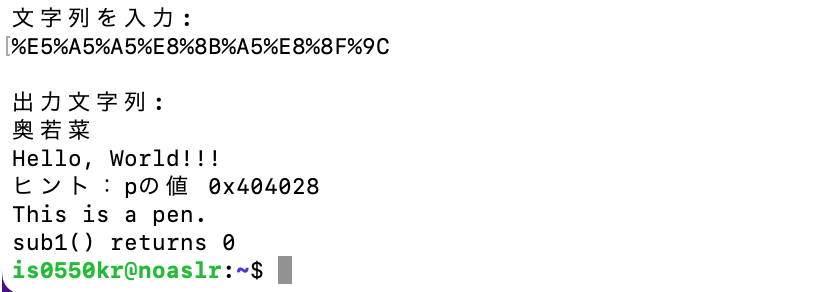 文字列を入力:
[%E5%A5%A5%E8%8B%A5%E8%8F%9C
出力文字列:
奥若菜
Hello, World!!!
ヒント：pの値 0x404028
This is a pen.
sub1() returns 0
is0550kr@noaslr:~$